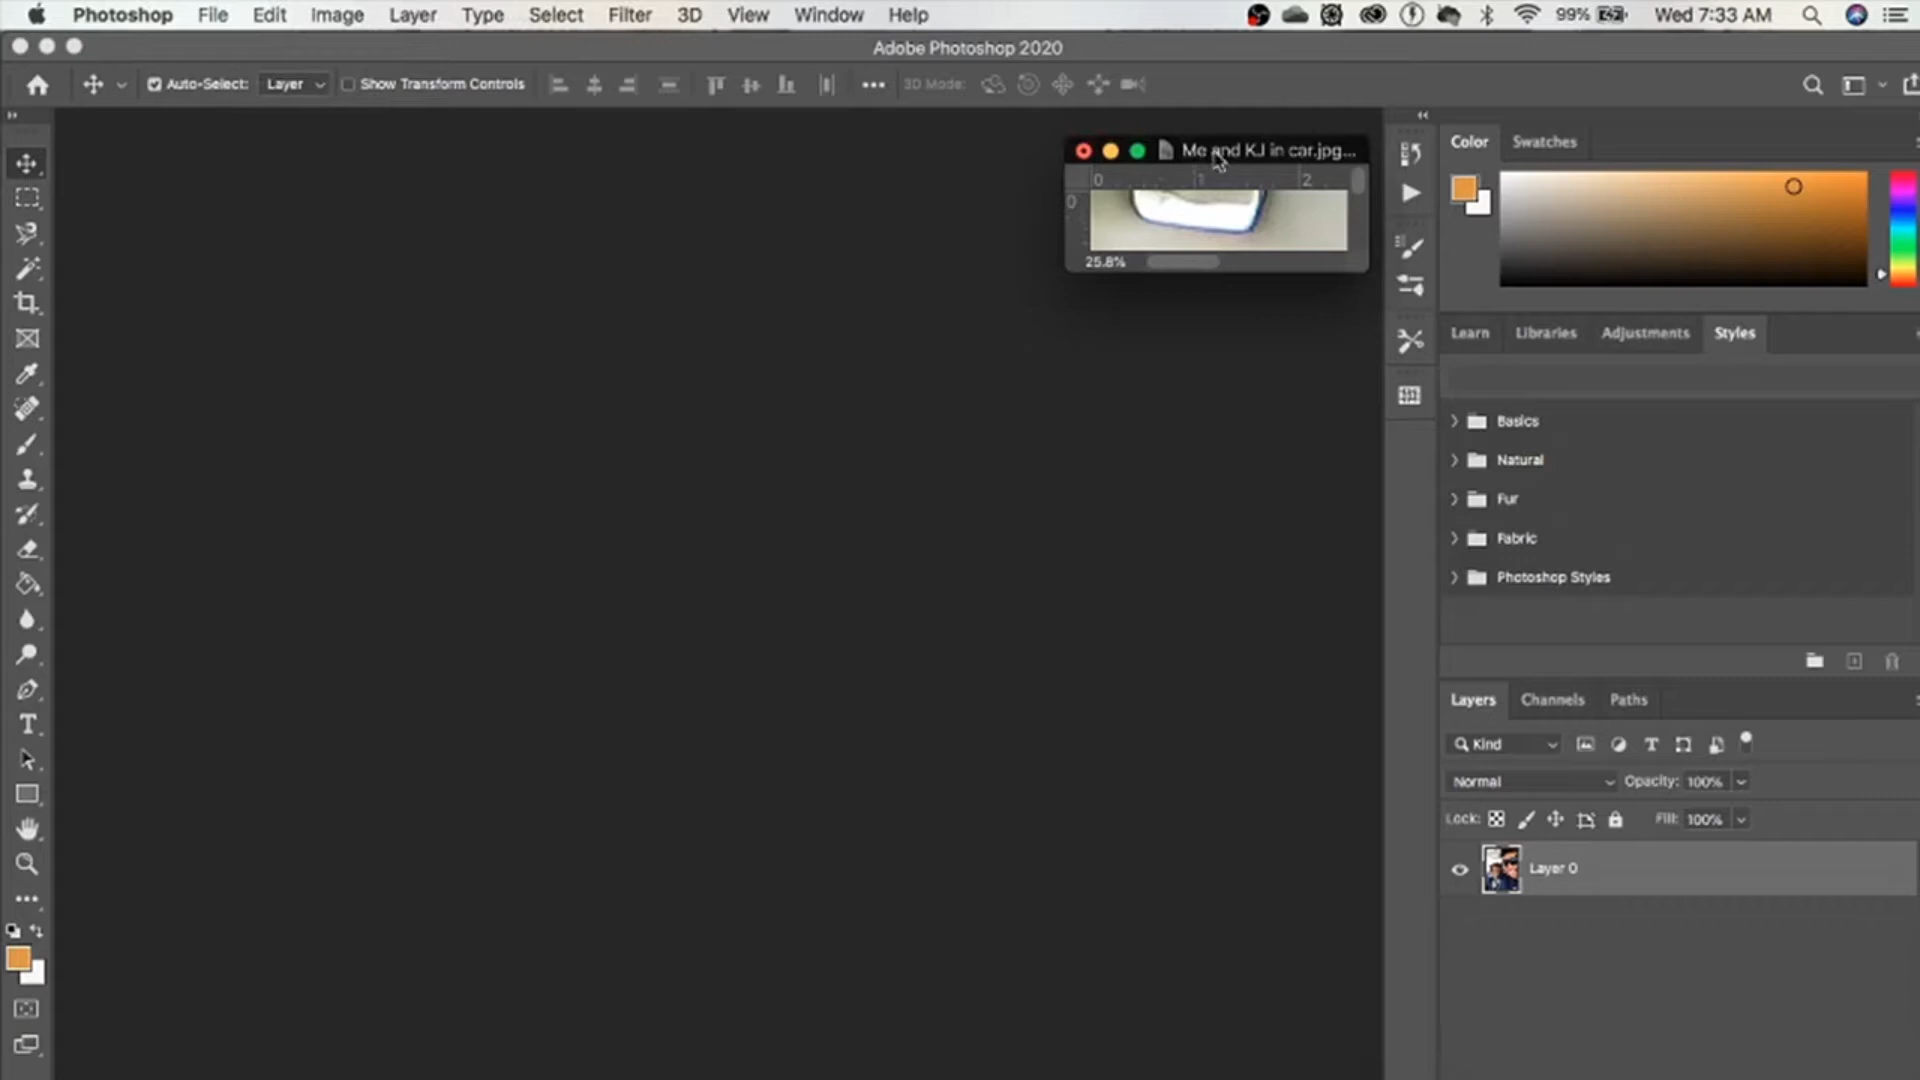 Photoshop File Edit Image Layer Type Select Filter 3D View Window Help 99% Wed 7:33 AM
Adobe Photoshop 2020
Auto-Select: Layer Show Transform Controls 3D Mode:
Me and KJ in car.jpg...
0 1 2
0
25.8%
Color Swatches
Learn Libraries Adjustments Styles
Basics
Natural
Fur
Fabric
Photoshop Styles
Layers Channels Paths
Kind
Normal Opacity: 100%
Lock: Fill: 100%
Layer 0